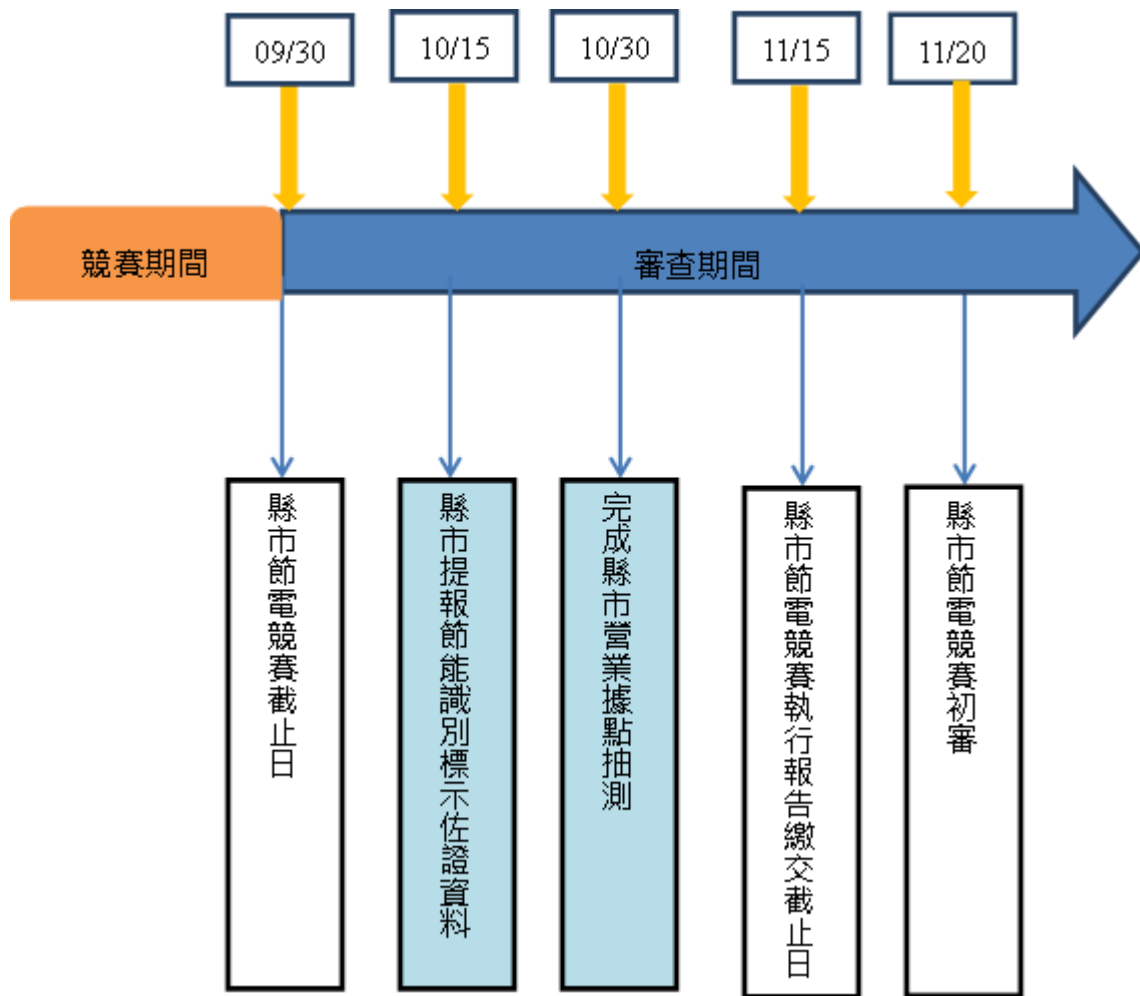 09/30
10/15
10/30
11/15
11/20
競賽期間
審查期間
縣市節電競賽截止日
縣市提報節能識別標示佐證資料
完成縣市營業據點抽測
縣市節電競賽執行報告繳交截止日
縣市節電競賽初審